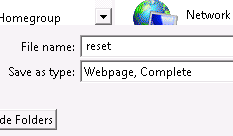 Homegroup Network
File name: reset
Save as type: Webpage, Complete
de Folders